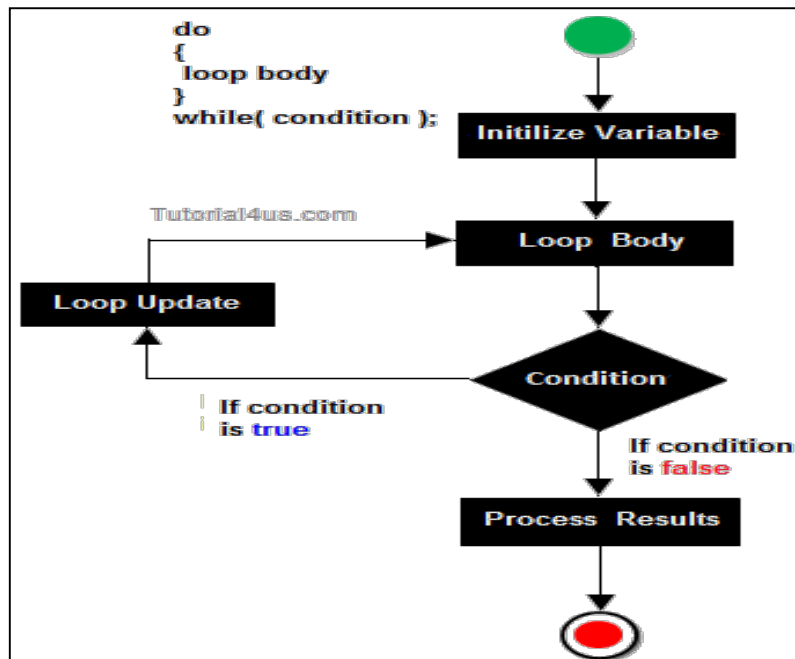 do
{
loop body
}
while( condition );
Initilize Variable
Tutorial4us.com
Loop Body
Loop Update
Condition
If condition
is true
If condition
is false
Process Results